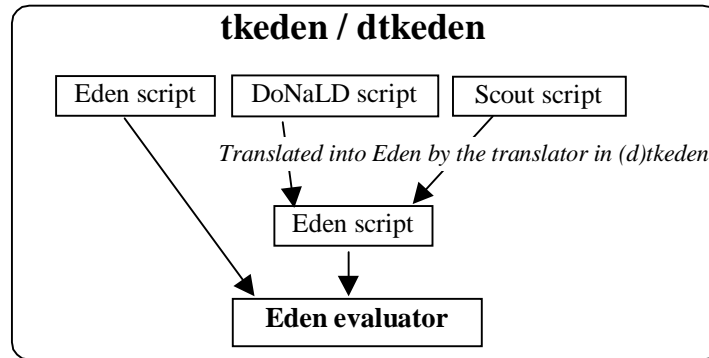 tkeden / dtkeden
Eden script
DoNaLD script
Scout script
Translated into Eden by the translator in (d)tkeden
Eden script
Eden evaluator